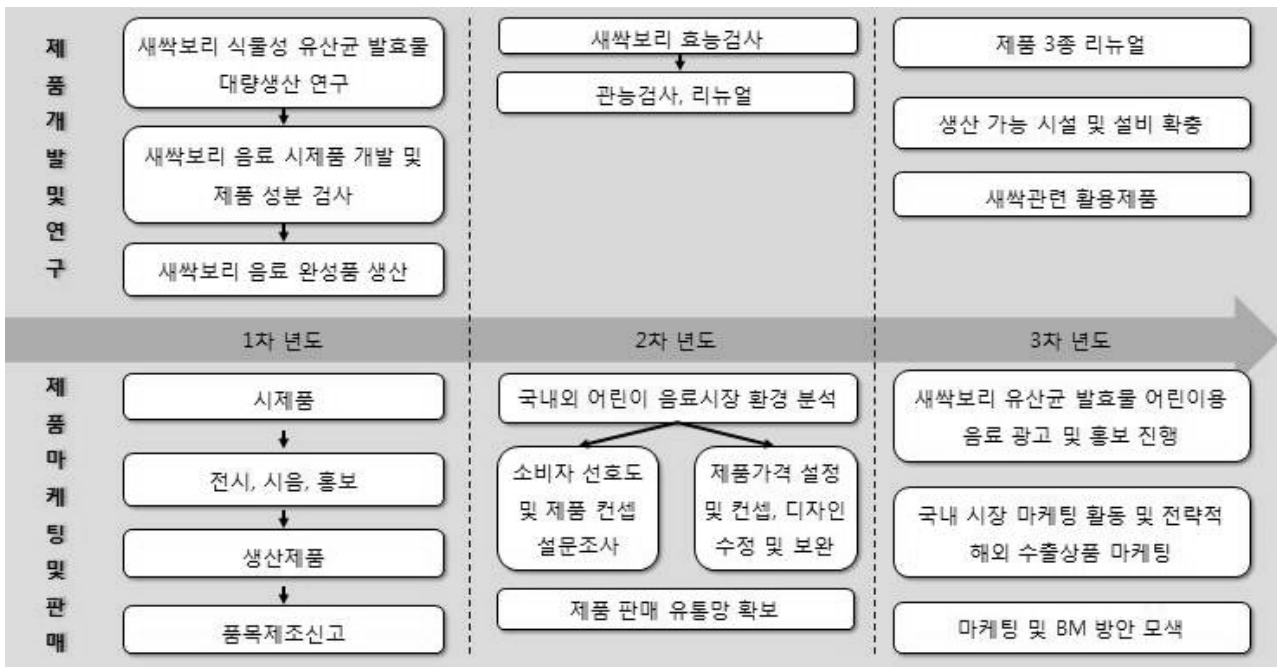 제품개발및연구
새싹보리 식물성 유산균 발효물
대량생산 연구
새싹보리 음료 시제품 개발 및
제품 성분 검사
새싹보리 음료 완성품 생산
새싹보리 효능검사
관능검사, 리뉴얼
제품 3종 리뉴얼
생산 가능 시설 및 설비 확충
새싹관련 활용제품
1차 년도
2차 년도
3차 년도
제품마케팅및판매
시제품
전시, 시음, 홍보
생산제품
품목제조신고
국내외 어린이 음료시장 환경 분석
소비자 선호도
및 제품 컨셉
설문조사
제품가격 설정
및 컨셉, 디자인
수정 및 보완
제품 판매 유통망 확보
새싹보리 유산균 발효물 어린이용
음료 광고 및 홍보 진행
국내 시장 마케팅 활동 및 전략적
해외 수출상품 마케팅
마케팅 및 BM 방안 모색